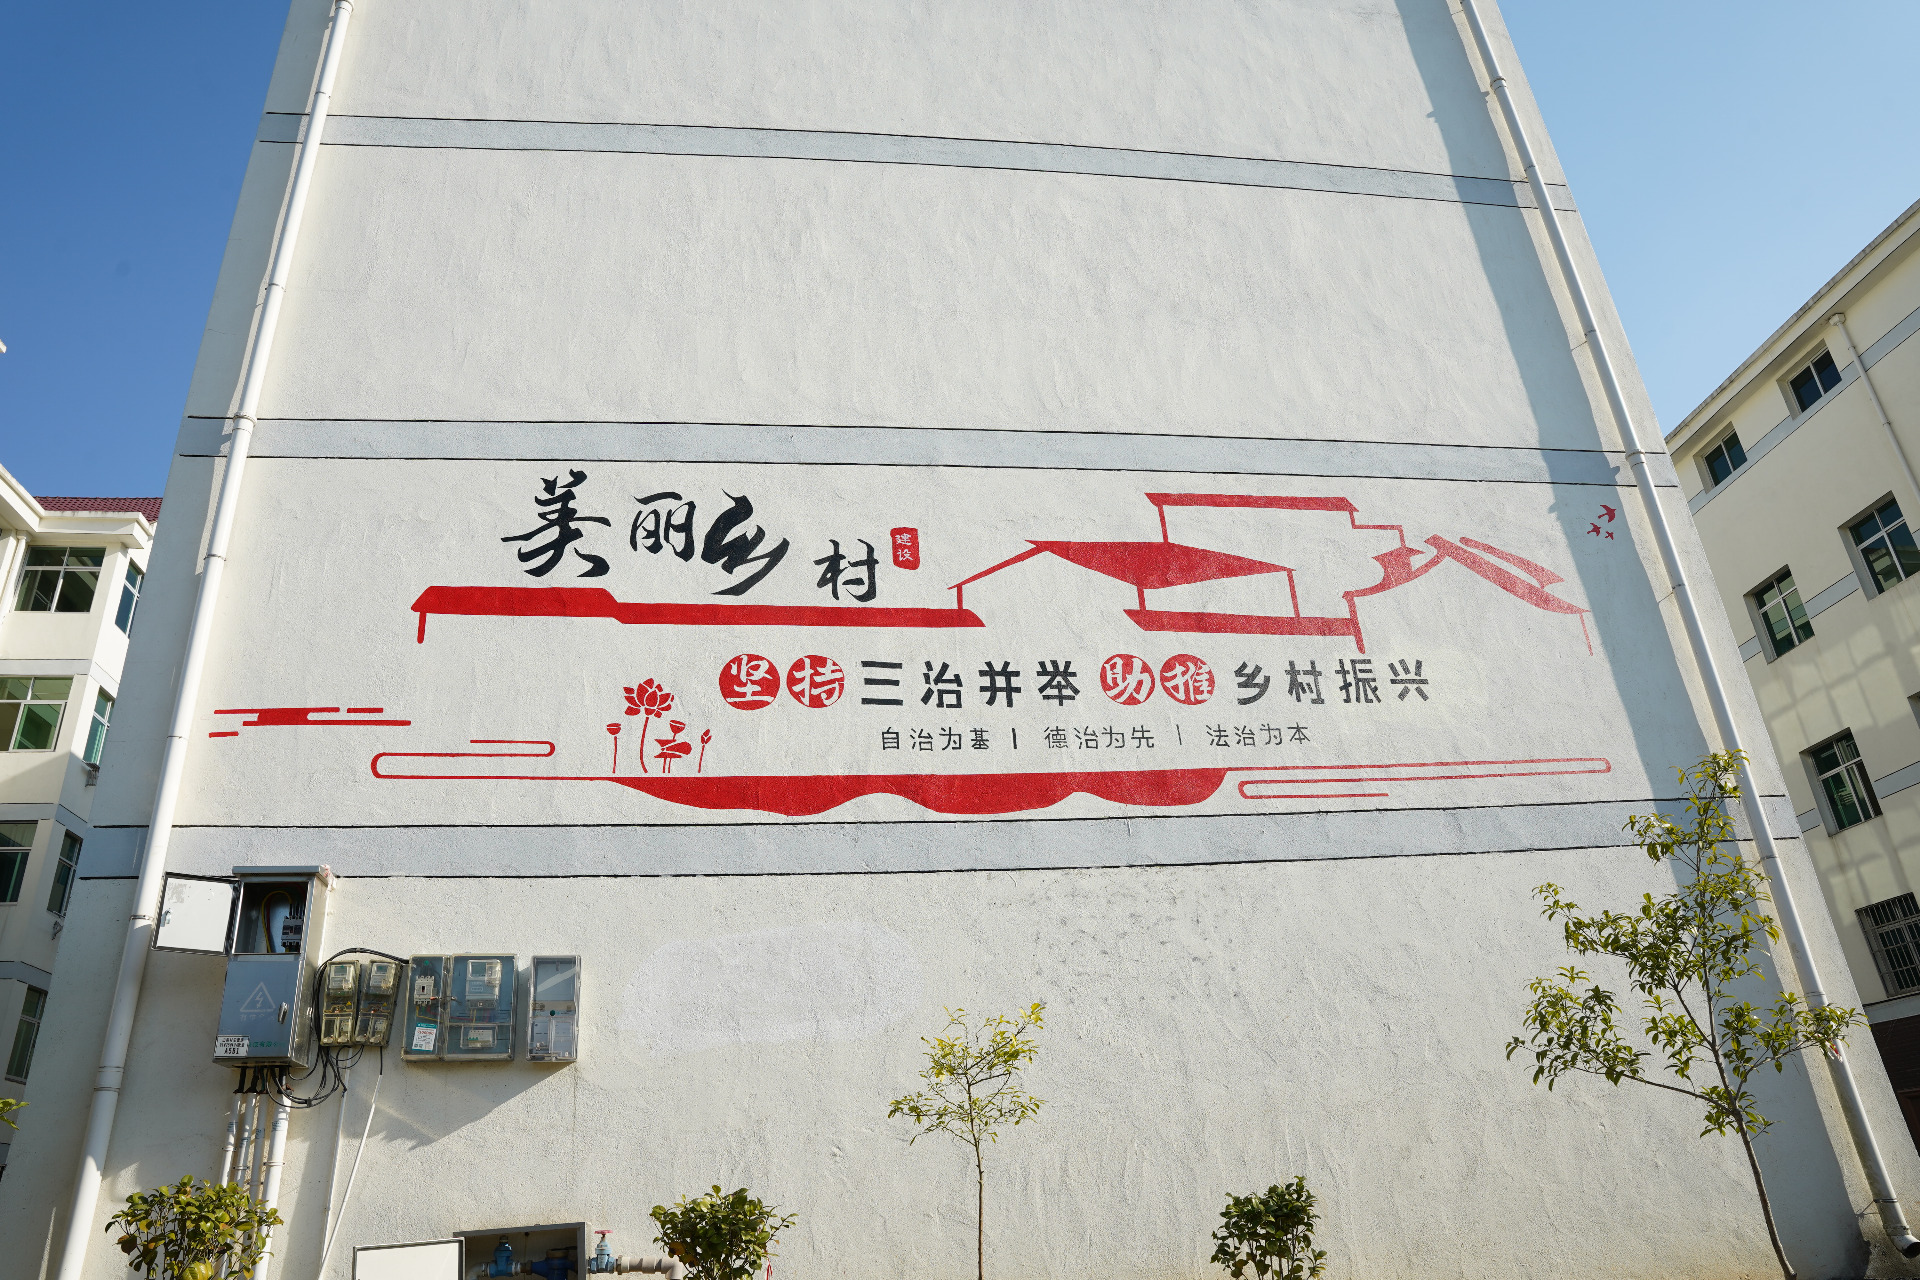 美丽乡村
建设
坚持三治并举 助推乡村振兴
自治为基 | 德治为先 | 法治为本
A5B1